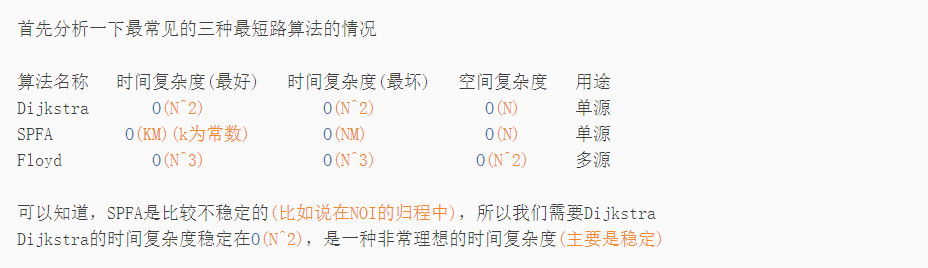 首先分析一下最常见的三种最短路算法的情况
算法名称 时间复杂度(最好) 时间复杂度(最坏) 空间复杂度 用途
Dijkstra O(N^2) O(N^2) O(N) 单源
SPFA O(KM)(k为常数) O(NM) O(N) 单源
Floyd O(N^3) O(N^3) O(N^2) 多源
可以知道，SPFA是比较不稳定的(比如说在NOI的归程中)，所以我们需要Dijkstra
Dijkstra的时间复杂度稳定在O(N^2)，是一种非常理想的时间复杂度(主要是稳定)